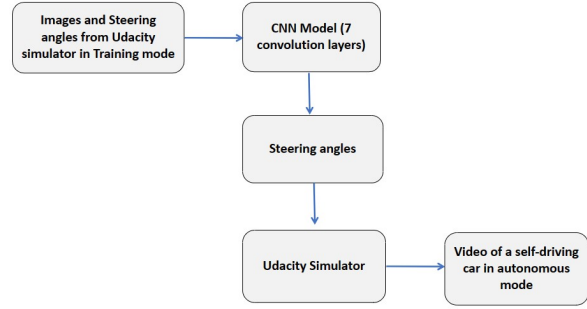 Images and Steering
angles from Udacity
simulator in Training mode
CNN Model (7
convolution layers)
Steering angles
Udacity Simulator
Video of a self-driving
car in autonomous
mode